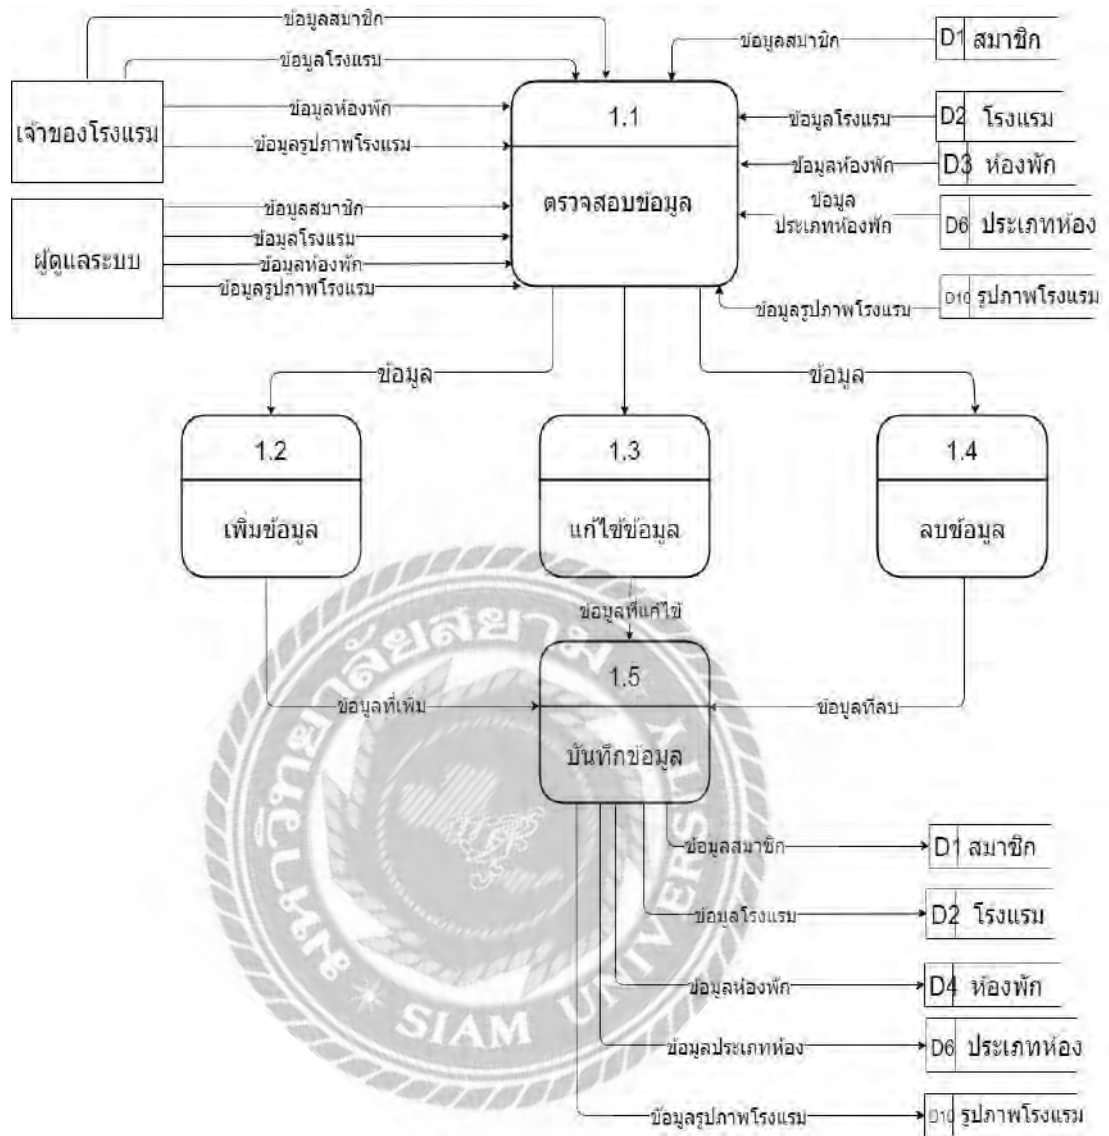 ข้อมูลสมาชิก
ข้อมูลโรงแรม
เจ้าของโรงแรม
ข้อมูลห้องพัก
ข้อมูลรูปภาพโรงแรม
ผู้ดูแลระบบ
ข้อมูลสมาชิก
ข้อมูลโรงแรม
ข้อมูลห้องพัก
ข้อมูลรูปภาพโรงแรม
1.1
ตรวจสอบข้อมูล
ข้อมูลสมาชิก
D1 สมาชิก
ข้อมูลโรงแรม
D2 โรงแรม
ข้อมูลห้องพัก
D3 ห้องพัก
ข้อมูล
ประเภทห้องพัก
D6 ประเภทห้อง
ข้อมูลรูปภาพโรงแรม
D10 รูปภาพโรงแรม
ข้อมูล
ข้อมูล
1.2
เพิ่มข้อมูล
1.3
แก้ไข้ข้อมูล
1.4
ลบข้อมูล
ข้อมูลที่แก้ไข้
ข้อมูลที่เพิ่ม
ข้อมูลที่ลบ
1.5
บันทึกข้อมูล
ข้อมูลสมาชิก
D1 สมาชิก
ข้อมูลโรงแรม
D2 โรงแรม
ข้อมูลห้องพัก
D4 ห้องพัก
ข้อมูลประเภทห้อง
D6 ประเภทห้อง
ข้อมูลรูปภาพโรงแรม
D10 รูปภาพโรงแรม
มหาวิทยาลัยสยาม
SIAM UNIVERSITY